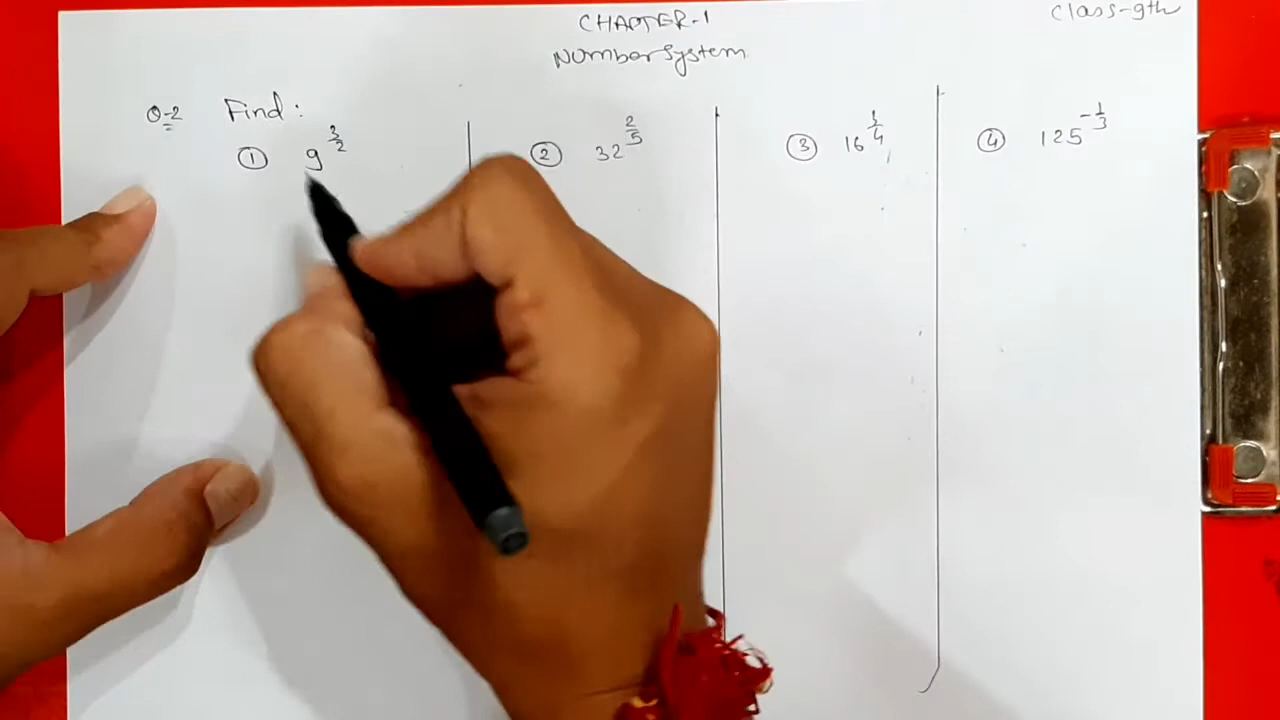 CHAPTER-1
Class-9th
Number System
Q-2 Find:
① 9^{3/2} ② 32^{2/5} ③ 16^{3/4} ④ 125^{-1/3}